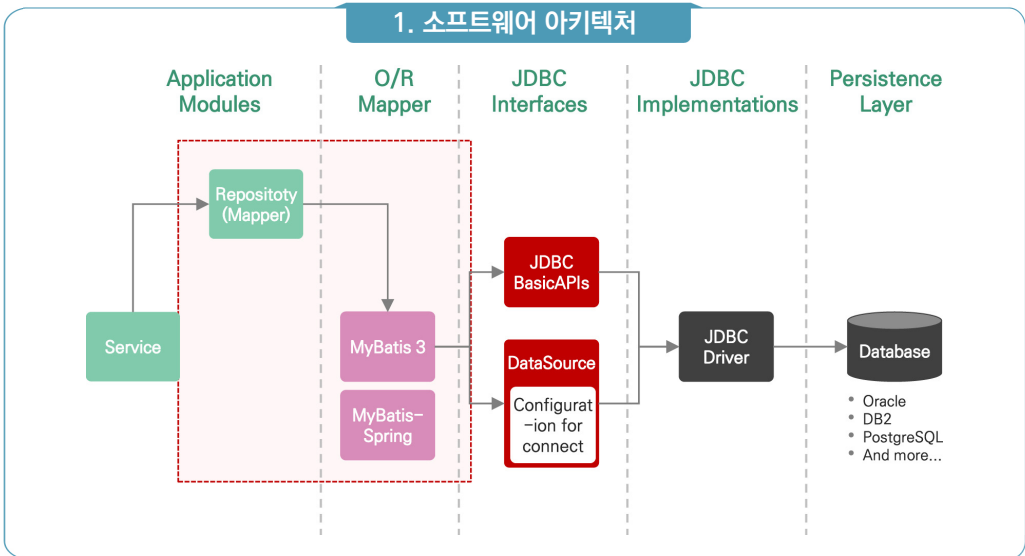 1. 소프트웨어 아키텍처
Application
Modules
O/R
Mapper
JDBC
Interfaces
JDBC
Implementations
Persistence
Layer
Repositoty
(Mapper)
Service
MyBatis 3
MyBatis-
Spring
JDBC
BasicAPIs
DataSource
Configurat
-ion for
connect
JDBC
Driver
Database
• Oracle
• DB2
• PostgreSQL
• And more...